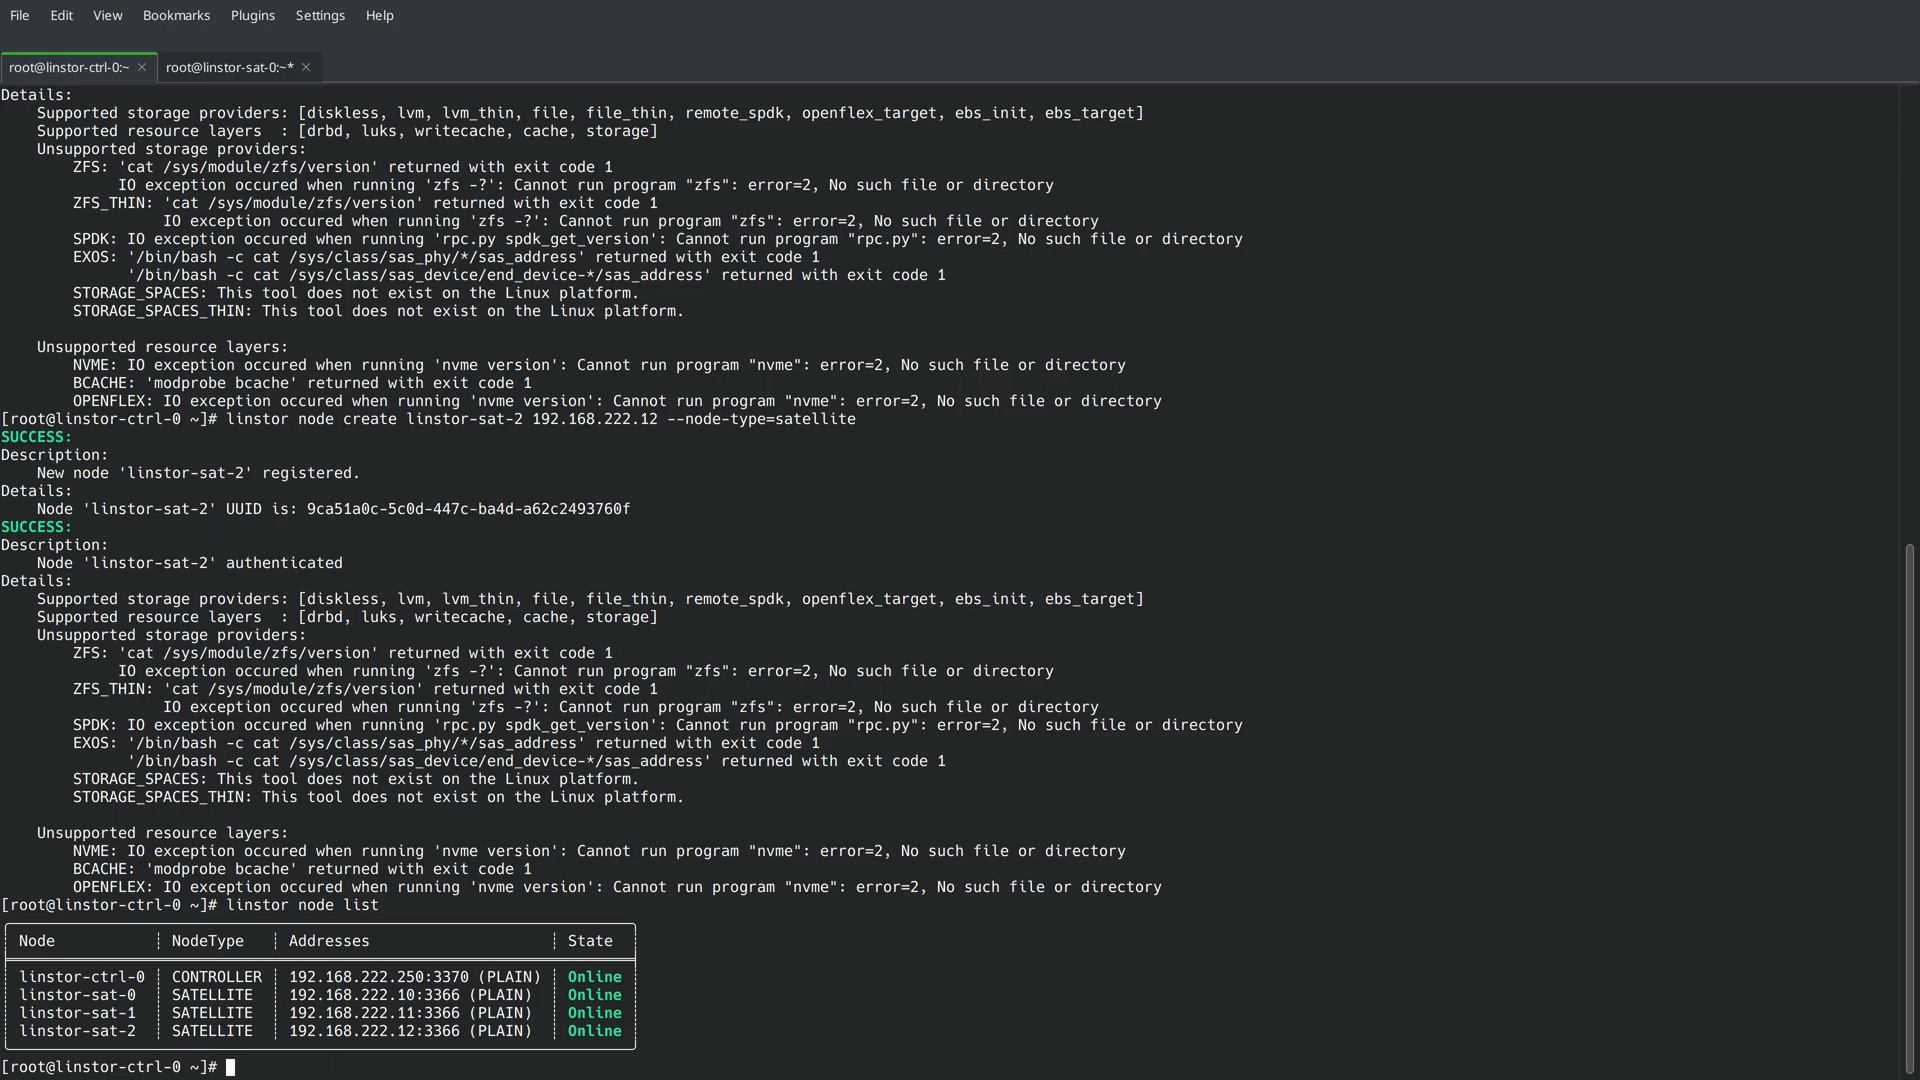 File Edit View Bookmarks Plugins Settings Help
root@linstor-ctrl-0:~ × root@linstor-sat-0:~* ×
Details:
    Supported storage providers: [diskless, lvm, lvm_thin, file, file_thin, remote_spdk, openflex_target, ebs_init, ebs_target]
    Supported resource layers  : [drbd, luks, writecache, cache, storage]
    Unsupported storage providers:
        ZFS: 'cat /sys/module/zfs/version' returned with exit code 1
             IO exception occured when running 'zfs -?': Cannot run program "zfs": error=2, No such file or directory
        ZFS_THIN: 'cat /sys/module/zfs/version' returned with exit code 1
                  IO exception occured when running 'zfs -?': Cannot run program "zfs": error=2, No such file or directory
        SPDK: IO exception occured when running 'rpc.py spdk_get_version': Cannot run program "rpc.py": error=2, No such file or directory
        EXOS: '/bin/bash -c cat /sys/class/sas_phy/*/sas_address' returned with exit code 1
              '/bin/bash -c cat /sys/class/sas_device/end_device-*/sas_address' returned with exit code 1
        STORAGE_SPACES: This tool does not exist on the Linux platform.
        STORAGE_SPACES_THIN: This tool does not exist on the Linux platform.
    Unsupported resource layers:
        NVME: IO exception occured when running 'nvme version': Cannot run program "nvme": error=2, No such file or directory
        BCACHE: 'modprobe bcache' returned with exit code 1
        OPENFLEX: IO exception occured when running 'nvme version': Cannot run program "nvme": error=2, No such file or directory
[root@linstor-ctrl-0 ~]# linstor node create linstor-sat-2 192.168.222.12 --node-type=satellite
SUCCESS:
Description:
    New node 'linstor-sat-2' registered.
Details:
    Node 'linstor-sat-2' UUID is: 9ca51a0c-5c0d-447c-ba4d-a62c2493760f
SUCCESS:
Description:
    Node 'linstor-sat-2' authenticated
Details:
    Supported storage providers: [diskless, lvm, lvm_thin, file, file_thin, remote_spdk, openflex_target, ebs_init, ebs_target]
    Supported resource layers  : [drbd, luks, writecache, cache, storage]
    Unsupported storage providers:
        ZFS: 'cat /sys/module/zfs/version' returned with exit code 1
             IO exception occured when running 'zfs -?': Cannot run program "zfs": error=2, No such file or directory
        ZFS_THIN: 'cat /sys/module/zfs/version' returned with exit code 1
                  IO exception occured when running 'zfs -?': Cannot run program "zfs": error=2, No such file or directory
        SPDK: IO exception occured when running 'rpc.py spdk_get_version': Cannot run program "rpc.py": error=2, No such file or directory
        EXOS: '/bin/bash -c cat /sys/class/sas_phy/*/sas_address' returned with exit code 1
              '/bin/bash -c cat /sys/class/sas_device/end_device-*/sas_address' returned with exit code 1
        STORAGE_SPACES: This tool does not exist on the Linux platform.
        STORAGE_SPACES_THIN: This tool does not exist on the Linux platform.
    Unsupported resource layers:
        NVME: IO exception occured when running 'nvme version': Cannot run program "nvme": error=2, No such file or directory
        BCACHE: 'modprobe bcache' returned with exit code 1
        OPENFLEX: IO exception occured when running 'nvme version': Cannot run program "nvme": error=2, No such file or directory
[root@linstor-ctrl-0 ~]# linstor node list
Node NodeType Addresses State
linstor-ctrl-0 CONTROLLER 192.168.222.250:3370 (PLAIN) Online
linstor-sat-0 SATELLITE 192.168.222.10:3366 (PLAIN) Online
linstor-sat-1 SATELLITE 192.168.222.11:3366 (PLAIN) Online
linstor-sat-2 SATELLITE 192.168.222.12:3366 (PLAIN) Online
[root@linstor-ctrl-0 ~]#